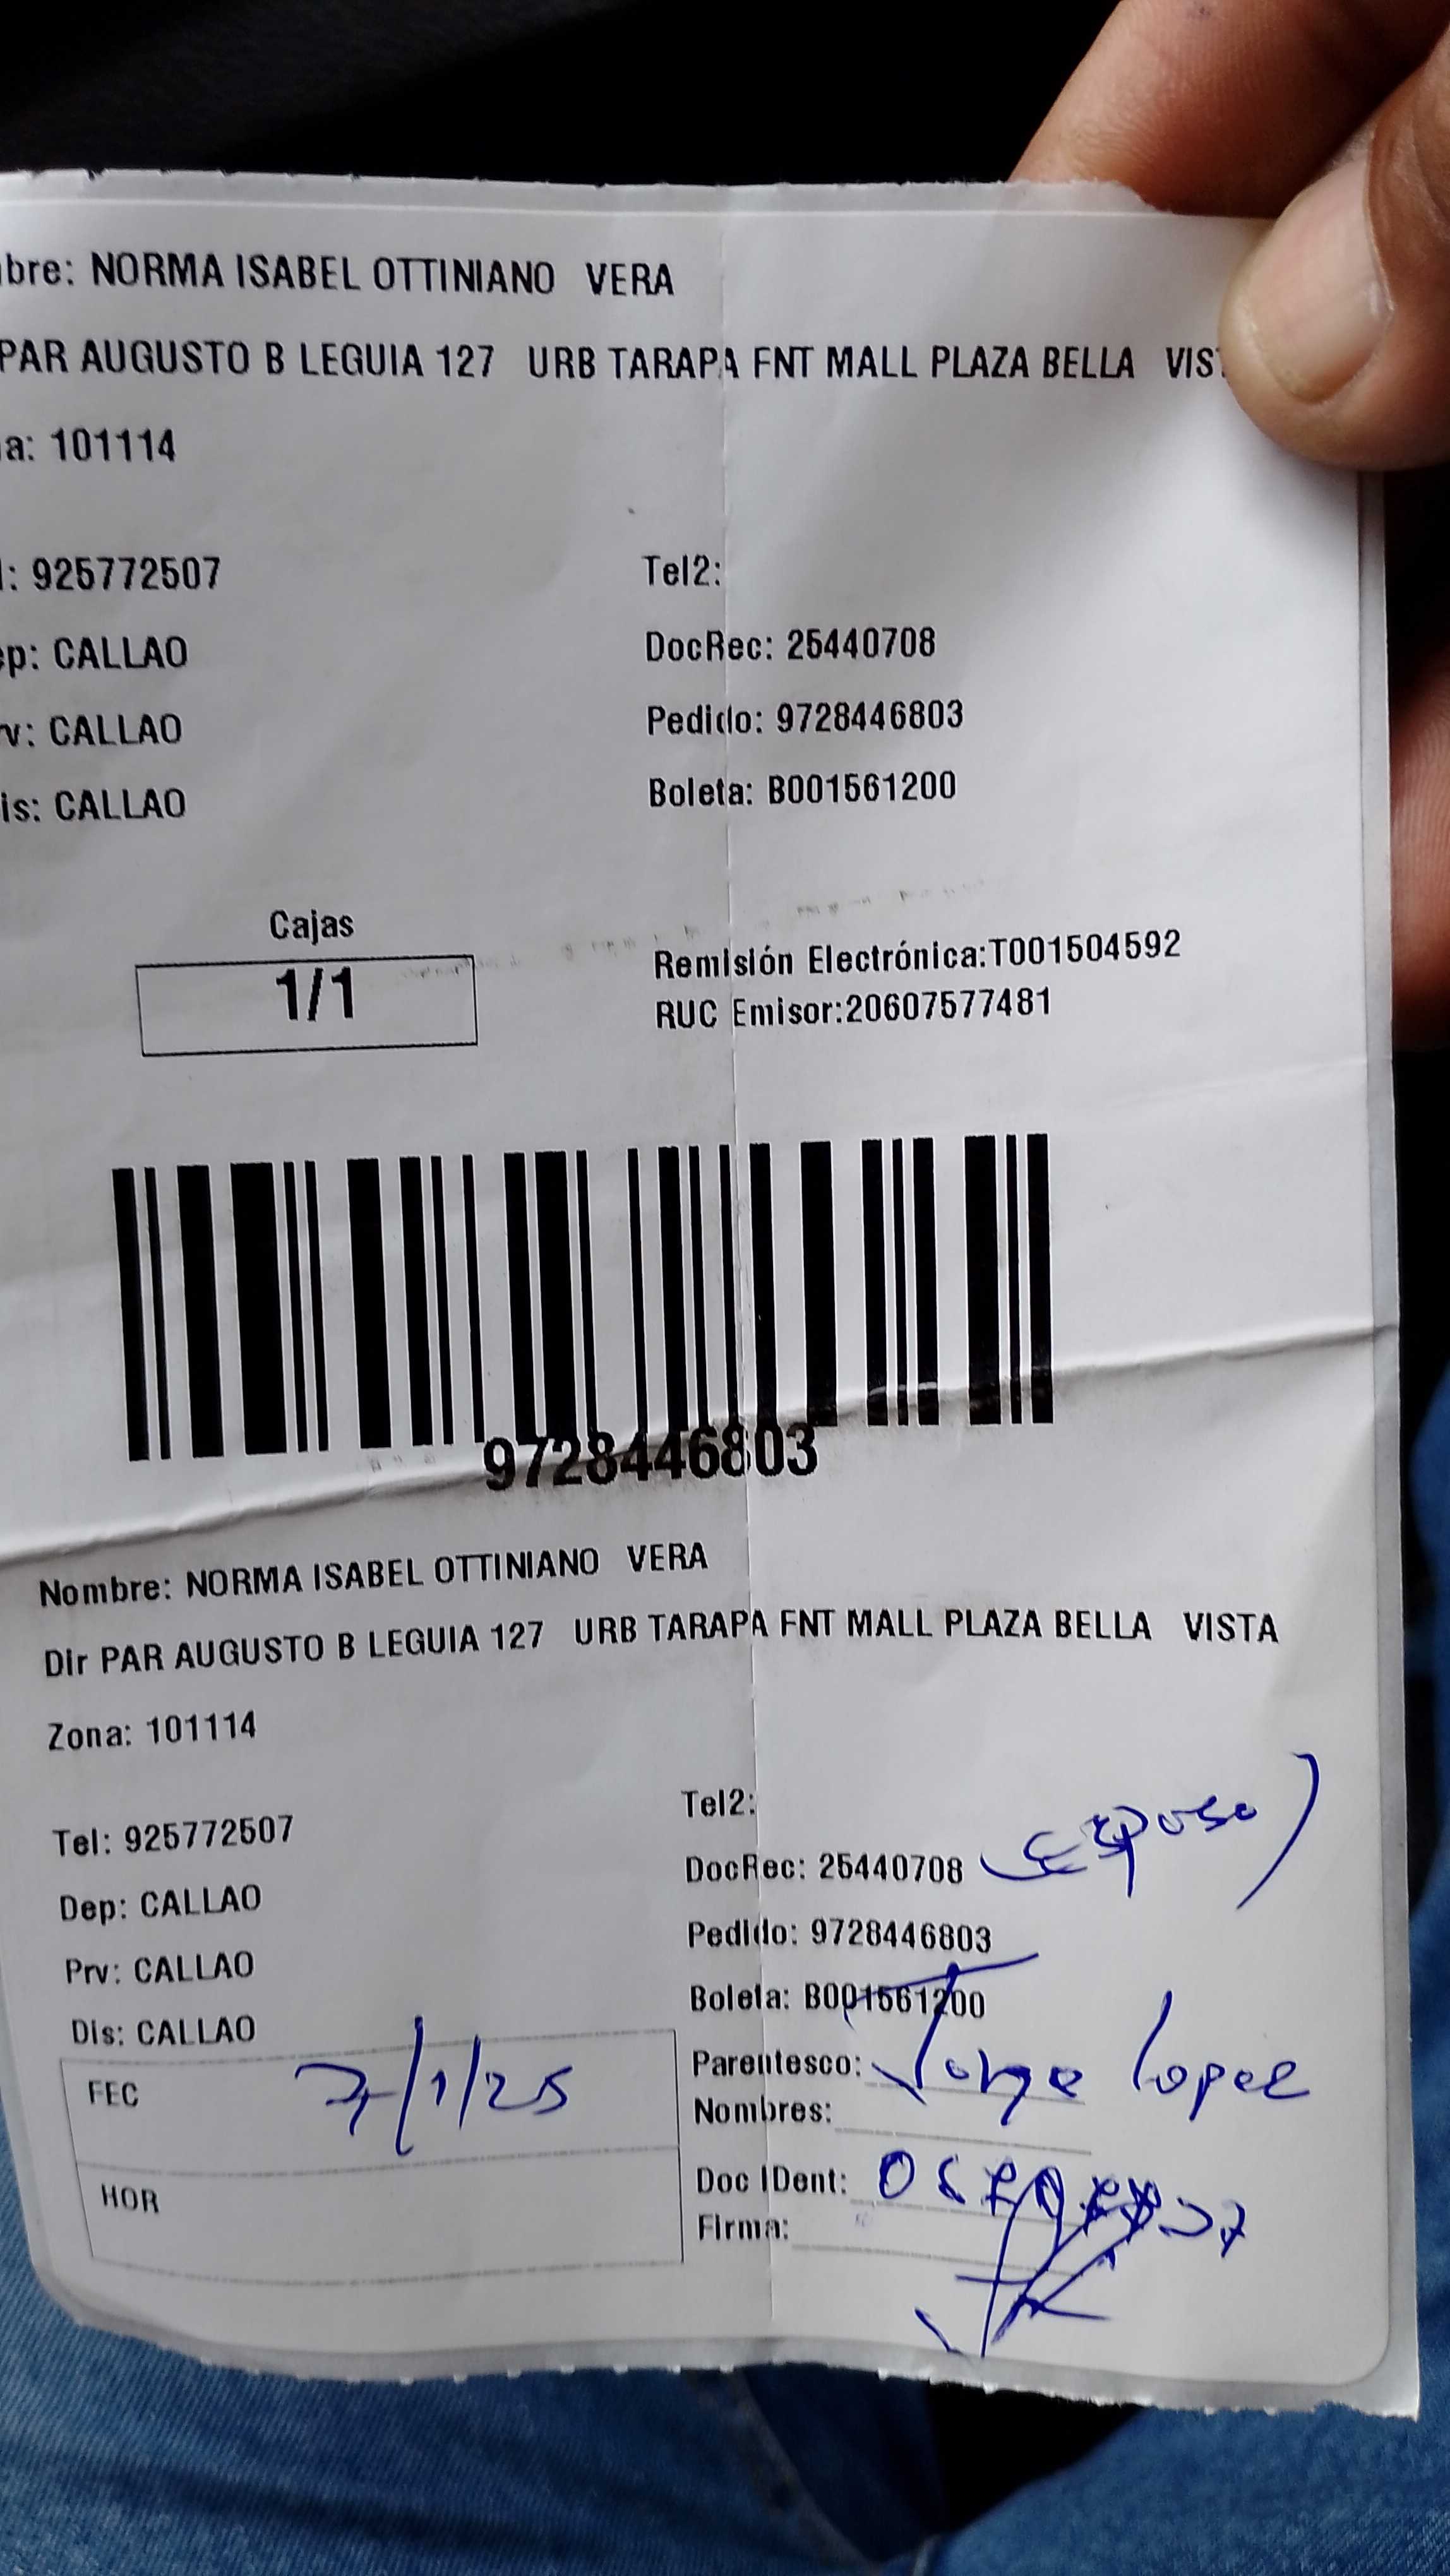 bre: NORMA ISABEL OTTINIANO VERA
PAR AUGUSTO B LEGUIA 127 URB TARAPA FNT MALL PLAZA BELLA VIS
a: 101114
: 925772507
Tel2:
ep: CALLAO
DocRec: 25440708
v: CALLAO
Pedido: 9728446803
is: CALLAO
Boleta: B001561200
Cajas
1/1
Remisión Electrónica:T001504592
RUC Emisor:20607577481
9728446803
Nombre: NORMA ISABEL OTTINIANO VERA
Dir PAR AUGUSTO B LEGUIA 127 URB TARAPA FNT MALL PLAZA BELLA VISTA
Zona: 101114
Tel: 925772507
Tel2:
Dep: CALLAO
DocRec: 25440708 (esposo)
Prv: CALLAO
Pedido: 9728446803
Dis: CALLAO
Boleta: B001561200
FEC 7/1/25
Parentesco: Jorge Lopez
Nombres:
HOR
Doc IDent:
Firma: